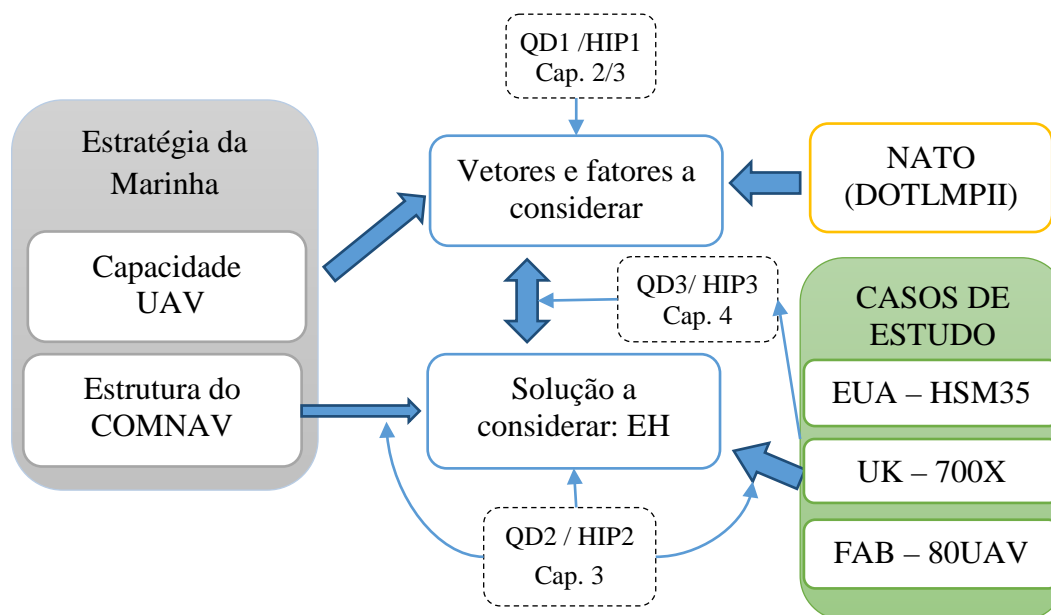 QD1 /HIP1
Cap. 2/3
Estratégia da
Marinha
Vetores e fatores a
considerar
NATO
(DOTLMPII)
Capacidade
UAV
QD3/ HIP3
Cap. 4
CASOS DE
ESTUDO
Estrutura do
COMNAV
Solução a
considerar: EH
EUA – HSM35
UK – 700X
QD2 / HIP2
Cap. 3
FAB – 80UAV